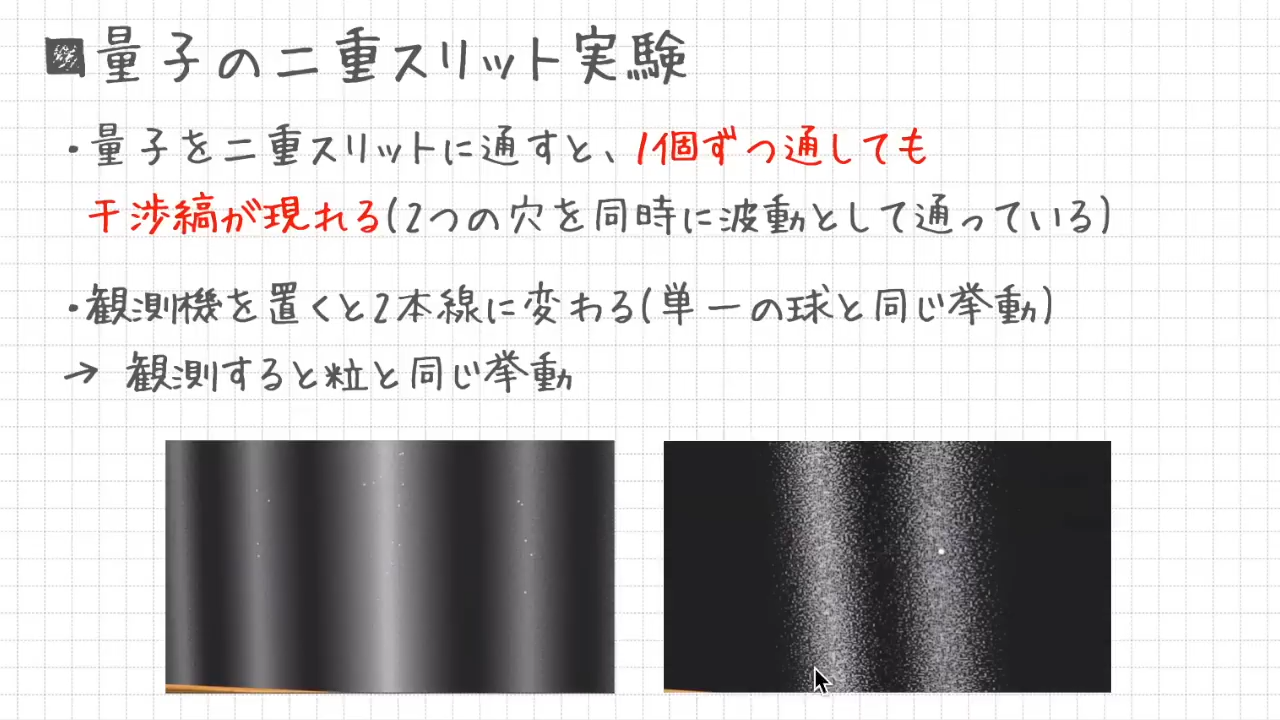 ■量子の二重スリット実験
・量子を二重スリットに通すと、1個ずつ通しても
干渉縞が現れる(2つの穴を同時に波動として通っている)
・観測機を置くと2本線に変わる(単一の球と同じ挙動)
→ 観測すると粒と同じ挙動